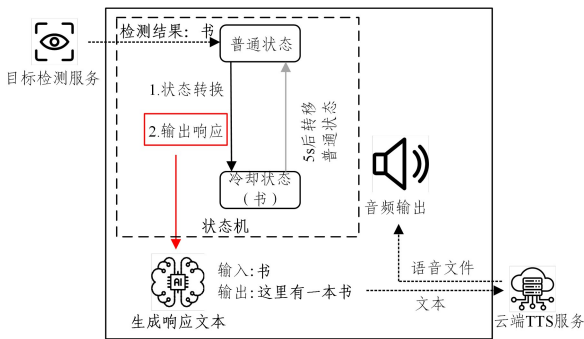 检测结果：书
普通状态
目标检测服务
1.状态转换
2.输出响应
5s后转移
普通状态
冷却状态
（书）
状态机
音频输出
AI
输入:书
输出:这里有一本书
生成响应文本
语音文件
文本
云端TTS服务